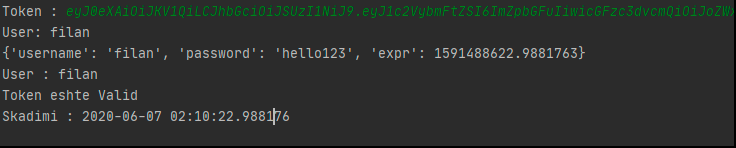 Token : eyJ0eXAiOiJKV1QiLCJhbGciOiJSUzI1NiJ9.eyJ1c2VybmFtZSI6ImZpbGFuIiwicGFzc3dvcmQiOiJoZWx
User: filan
{'username': 'filan', 'password': 'hello123', 'expr': 1591488622.9881763}
User : filan
Token eshte Valid
Skadimi : 2020-06-07 02:10:22.988176